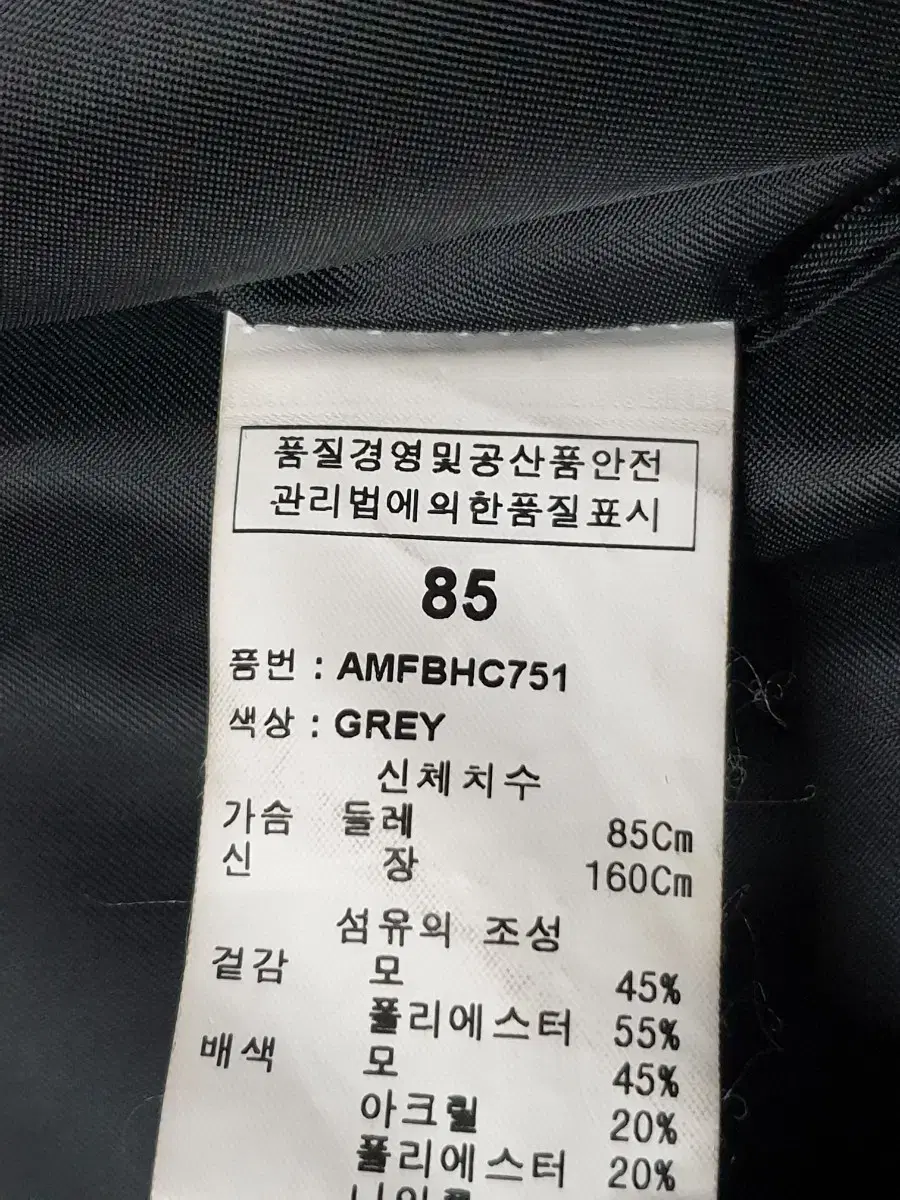 품질경영및공산품안전
관리법에의한품질표시
85
품번 : AMFBHC751
색상 : GREY
신체치수
가슴 둘레 85Cm
신 장 160Cm
섬유의 조성
겉감 모 45%
폴리에스터 55%
배색 모 45%
아크릴 20%
폴리에스터 20%